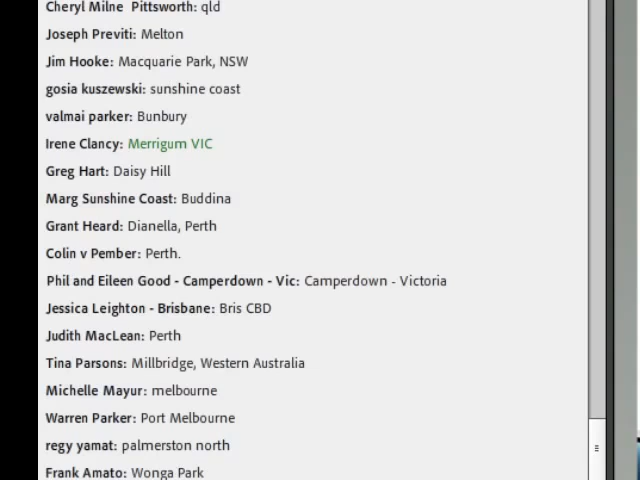 Cheryl Milne  Pittsworth: qld
Joseph Previti: Melton
Jim Hooke: Macquarie Park, NSW
gosia kuszewski: sunshine coast
valmai parker: Bunbury
Irene Clancy: Merrigum VIC
Greg Hart: Daisy Hill
Marg Sunshine Coast: Buddina
Grant Heard: Dianella, Perth
Colin v Pember: Perth.
Phil and Eileen Good - Camperdown - Vic: Camperdown - Victoria
Jessica Leighton - Brisbane: Bris CBD
Judith MacLean: Perth
Tina Parsons: Millbridge, Western Australia
Michelle Mayur: melbourne
Warren Parker: Port Melbourne
regy yamat: palmerston north
Frank Amato: Wonga Park